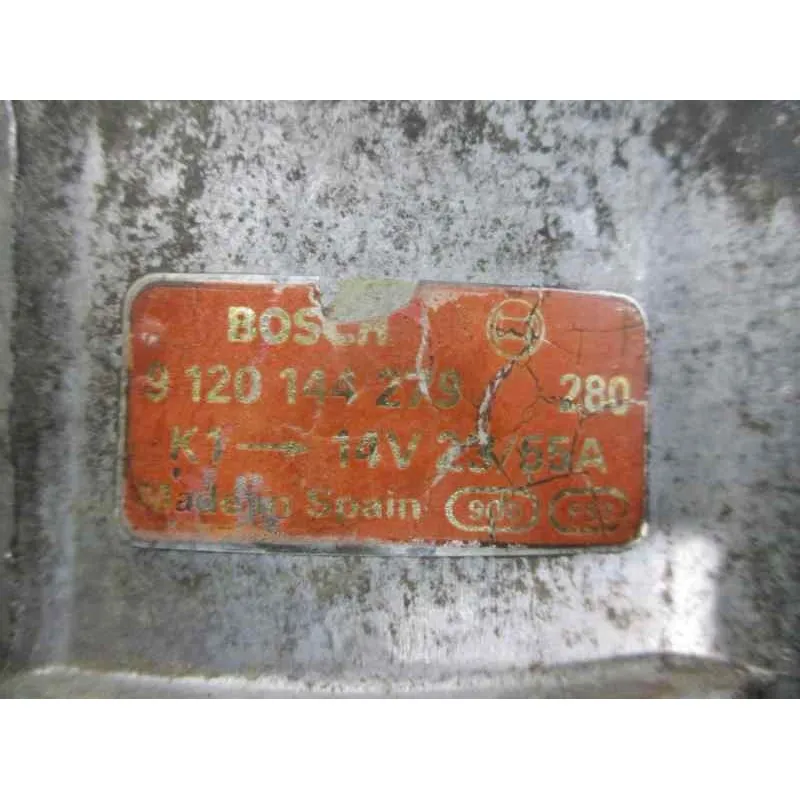 BOSCH
9 120 144 279 280
K1 → 14V 23/55A
Made in Spain